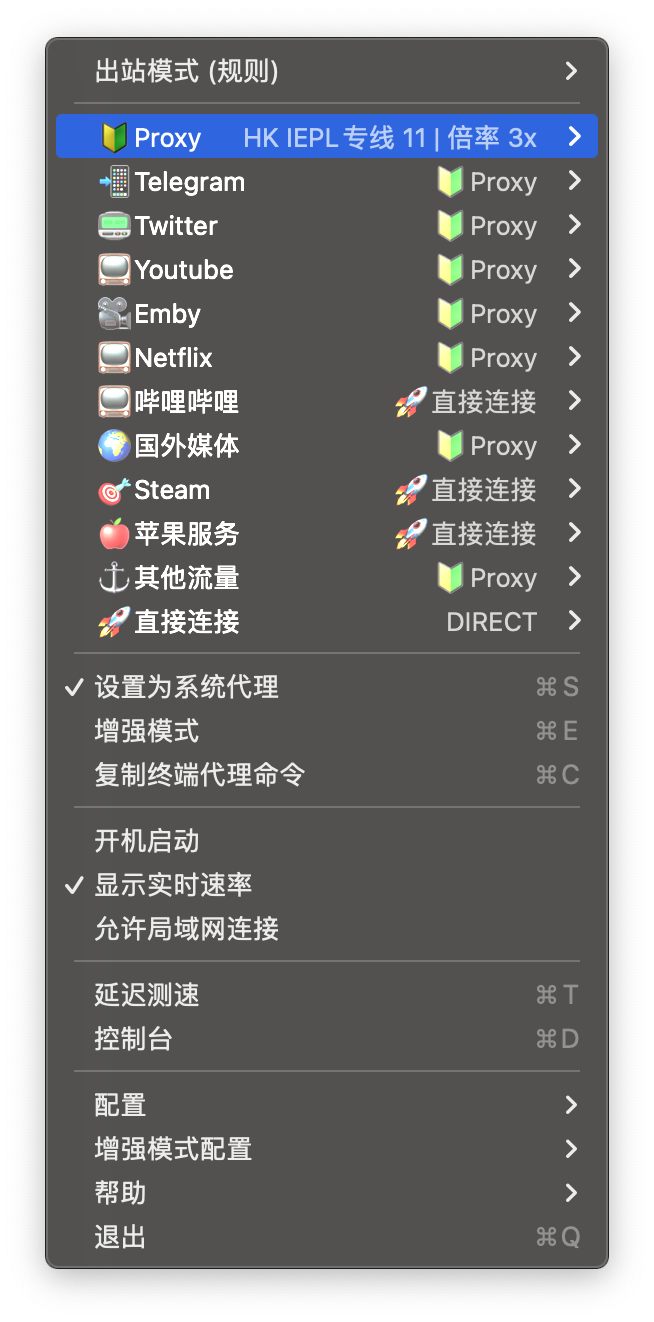 出站模式 (规则)
Proxy HK IEPL 专线 11 | 倍率 3x
Telegram Proxy
Twitter Proxy
Youtube Proxy
Emby Proxy
Netflix Proxy
哔哩哔哩 直接连接
国外媒体 Proxy
Steam 直接连接
苹果服务 直接连接
其他流量 Proxy
直接连接 DIRECT
设置为系统代理 ⌘S
增强模式 ⌘E
复制终端代理命令 ⌘C
开机启动
显示实时速率
允许局域网连接
延迟测速 ⌘T
控制台 ⌘D
配置
增强模式配置
帮助
退出 ⌘Q